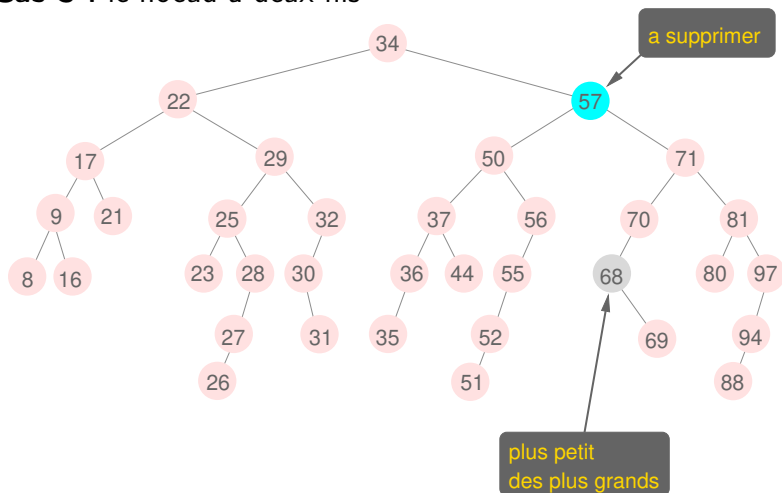 Cas 3 : le noeud a deux fils
a supprimer
34
22 57
17 29 50 71
9 21 25 32 37 56 70 81
8 16 23 28 30 36 44 55 68 80 97
27 31 35 52 69 94
26 51 88
plus petit
des plus grands